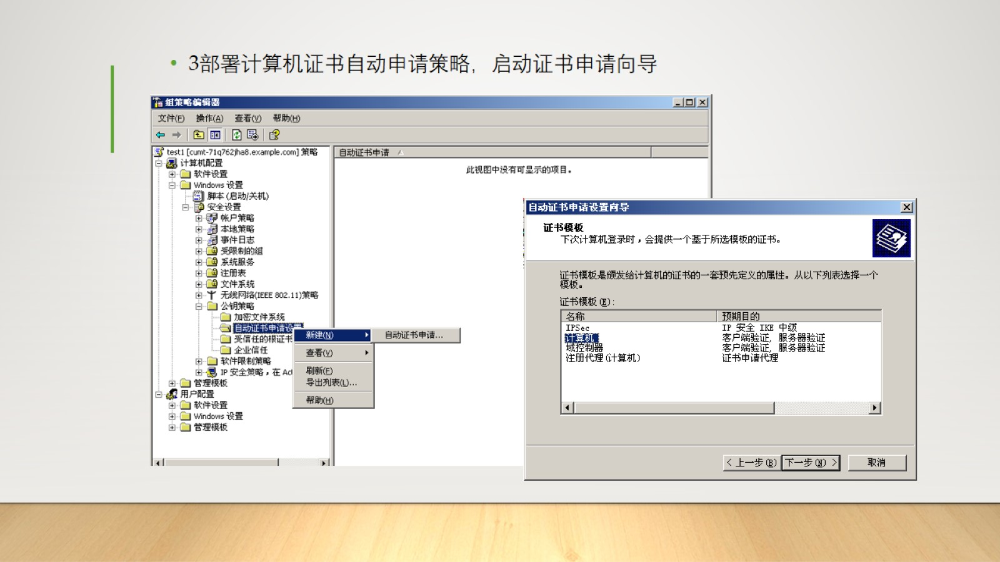 • 3部署计算机证书自动申请策略，启动证书申请向导
组策略编辑器
文件(F) 操作(A) 查看(V) 帮助(H)
test1 [cumt-71q762jha8.example.com] 策略
计算机配置
软件设置
Windows 设置
脚本 (启动/关机)
安全设置
帐户策略
本地策略
事件日志
受限制的组
系统服务
注册表
文件系统
无线网络(IEEE 802.11)策略
公钥策略
加密文件系统
自动证书申请设置
受信任的根证书
企业信任
软件限制策略
IP 安全策略，在 Ac
管理模板
用户配置
软件设置
Windows 设置
管理模板
自动证书申请
此视图中没有可显示的项目。
新建(N)
查看(V)
刷新(F)
导出列表(L)...
帮助(H)
自动证书申请...
自动证书申请设置向导
证书模板
下次计算机登录时，会提供一个基于所选模板的证书。
证书模板是颁发给计算机的证书的一套预先定义的属性。从以下列表选择一个
模板。
证书模板(E):
名称 预期目的
IPSec IP 安全 IKE 中级
计算机 客户端验证, 服务器验证
域控制器 客户端验证, 服务器验证
注册代理(计算机) 证书申请代理
< 上一步(B) 下一步(N) > 取消